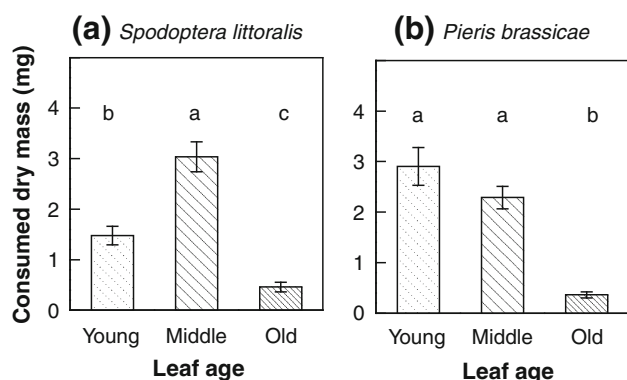 (a) Spodoptera littoralis
Consumed dry mass (mg)
4
3
2
1
0
b a c
Young Middle Old
Leaf age
(b) Pieris brassicae
5
4
3
2
1
0
a a b
Young Middle Old
Leaf age